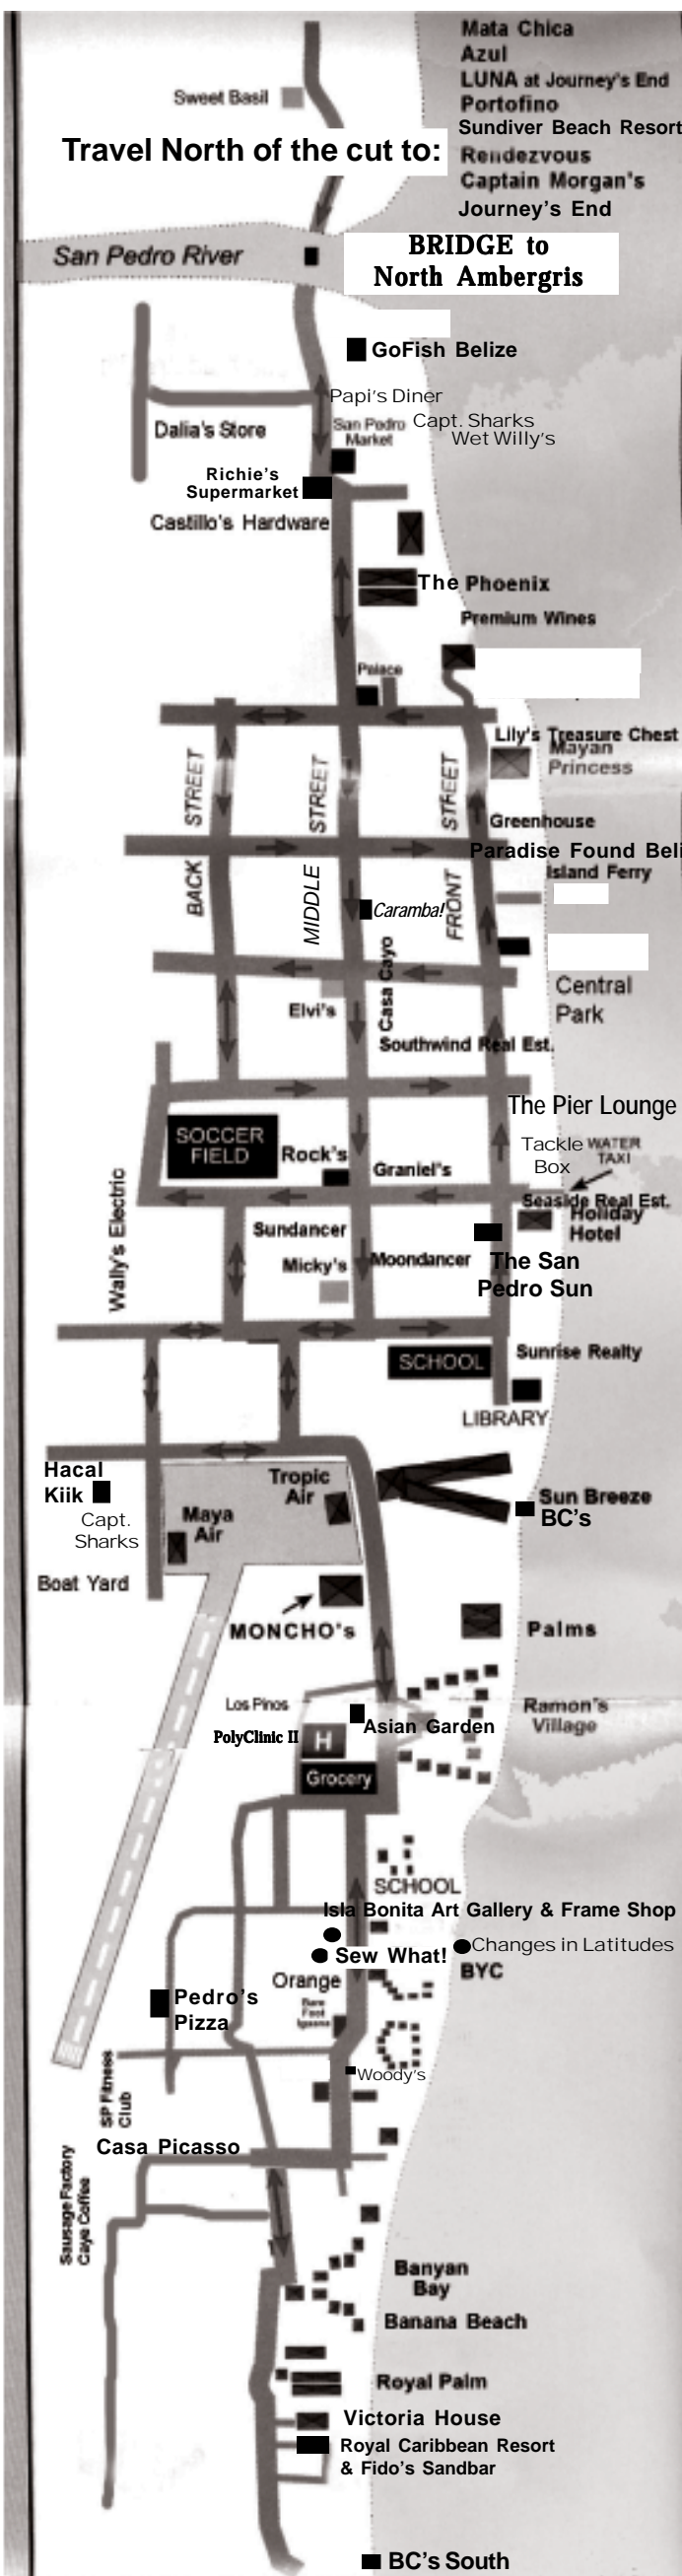 Mata Chica
Azul
LUNA at Journey's End
Portofino
Sundiver Beach Resort
Rendezvous
Captain Morgan's
Journey's End
Sweet Basil
Travel North of the cut to:
San Pedro River
BRIDGE to
North Ambergris
GoFish Belize
Papi's Diner
Dalia's Store
San Pedro
Market
Capt. Sharks
Wet Willy's
Richie's
Supermarket
Castillo's Hardware
The Phoenix
Premium Wines
Palace
Lily's Treasure Chest
Mayan
Princess
BACK STREET
MIDDLE STREET
FRONT STREET
Greenhouse
Paradise Found Beli
Island Ferry
Caramba!
Casa Cayo
Elvi's
Central
Park
Southwind Real Est.
The Pier Lounge
SOCCER
FIELD
Rock's
Graniel's
Tackle
Box
WATER
TAXI
Seaside Real Est.
Holiday
Hotel
Wally's Electric
Sundancer
Micky's
Moondancer
The San
Pedro Sun
SCHOOL
Sunrise Realty
LIBRARY
Hacal
Kiik
Capt.
Sharks
Tropic
Air
Maya
Air
Sun Breeze
BC's
Boat Yard
MONCHO's
Palms
Los Pinos
PolyClinic II
H
Asian Garden
Ramon's
Village
Grocery
SCHOOL
Isla Bonita Art Gallery & Frame Shop
Sew What!
Changes in Latitudes
BYC
Orange
Bare
Foot
Iguana
Pedro's
Pizza
SP Fitness
Club
Woody's
Casa Picasso
Sausage Factory
Caye Coffee
Banyan
Bay
Banana Beach
Royal Palm
Victoria House
Royal Caribbean Resort
& Fido's Sandbar
BC's South